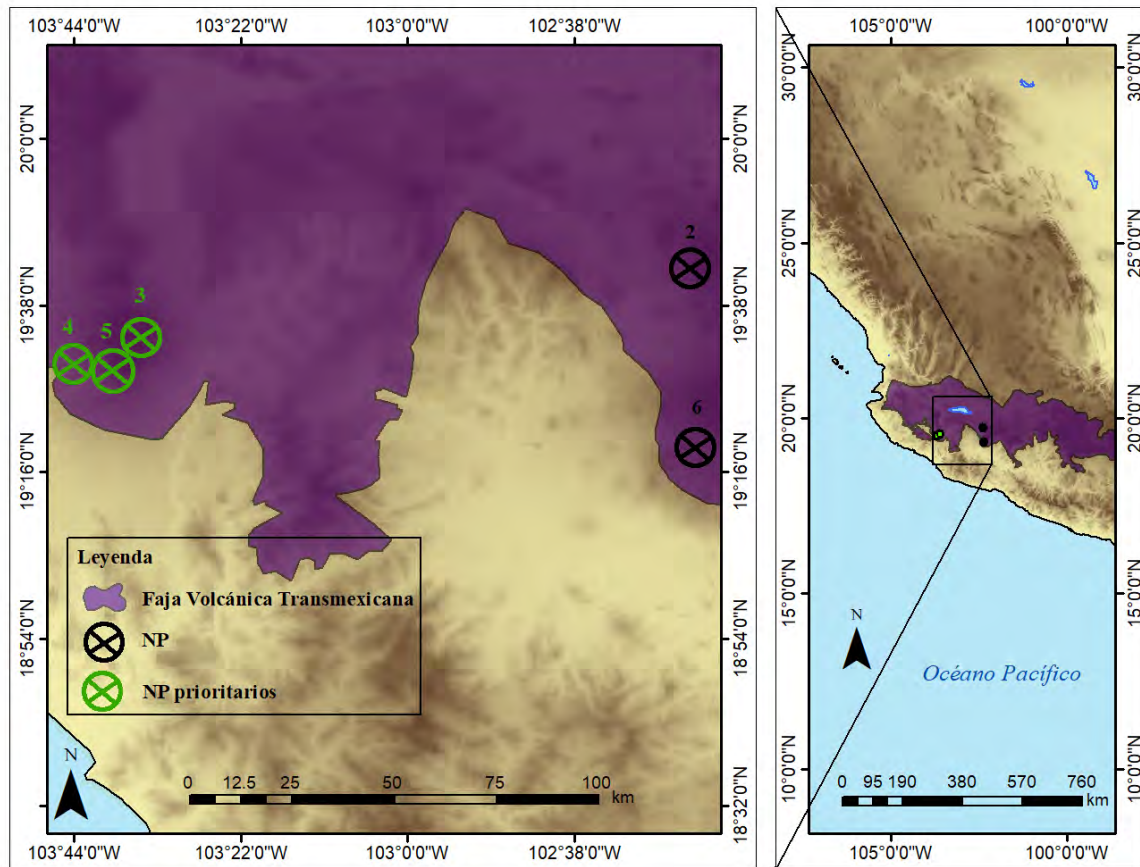 103°44'0"W 103°22'0"W 103°0'0"W 102°38'0"W
20°0'0"N
19°38'0"N
19°16'0"N
18°54'0"N
18°32'0"N
20°0'0"N
19°38'0"N
19°16'0"N
18°54'0"N
18°32'0"N
2
3
4
5
6
Leyenda
Faja Volcánica Transmexicana
NP
NP prioritarios
N
0 12.5 25 50 75 100
km
103°44'0"W 103°22'0"W 103°0'0"W 102°38'0"W
105°0'0"W 100°0'0"W
30°0'0"N
25°0'0"N
20°0'0"N
15°0'0"N
10°0'0"N
30°0'0"N
25°0'0"N
20°0'0"N
15°0'0"N
10°0'0"N
N
Océano Pacífico
0 95 190 380 570 760
km
105°0'0"W 100°0'0"W